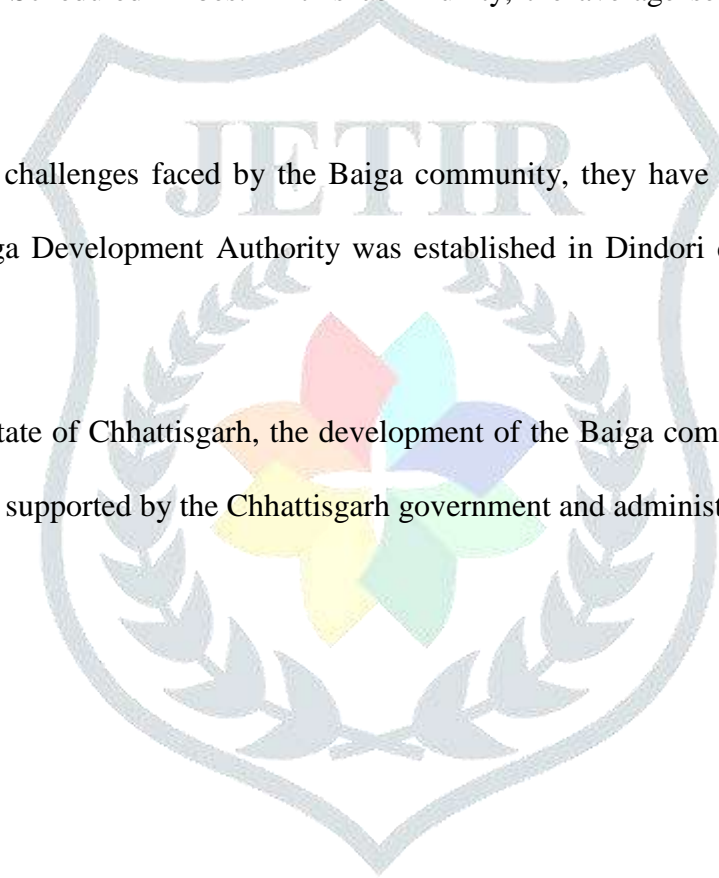 challenges faced by the Baiga community, they have
ga Development Authority was established in Dindori
tate of Chhattisgarh, the development of the Baiga com
supported by the Chhattisgarh government and administ
JETIR